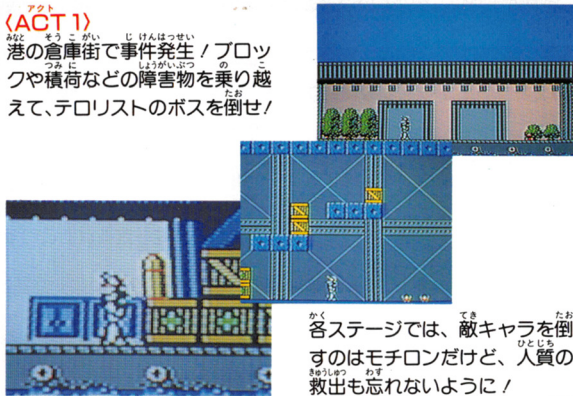 〈ACT 1〉
港の倉庫街で事件発生!ブロッ
クや積荷などの障害物を乗り越
えて、テロリストのボスを倒せ!
各ステージでは、敵キャラを倒
すのはモチロンだけど、人質の
救出も忘れないように!